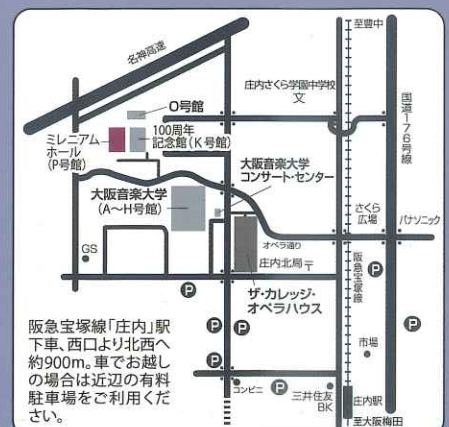 至豊中
名神高速
庄内さくら学園中学校
文
国道176号線
O号館
100周年
記念館(K号館)
ミレニアム
ホール
(P号館)
大阪音楽大学
コンサート・センター
大阪音楽大学
(A〜H号館)
さくら
広場
パナソニック
オペラ通り
GS
庄内北局〒
阪急宝塚線
P
ザ・カレッジ・
オペラハウス
P
P
P
P
P
阪急宝塚線「庄内」駅
下車、西口より北西へ
約900m。車でお越し
の場合は近辺の有料
駐車場をご利用くだ
さい。
市場
P
コンビニ
P
三井住友
BK
庄内駅
至大阪梅田